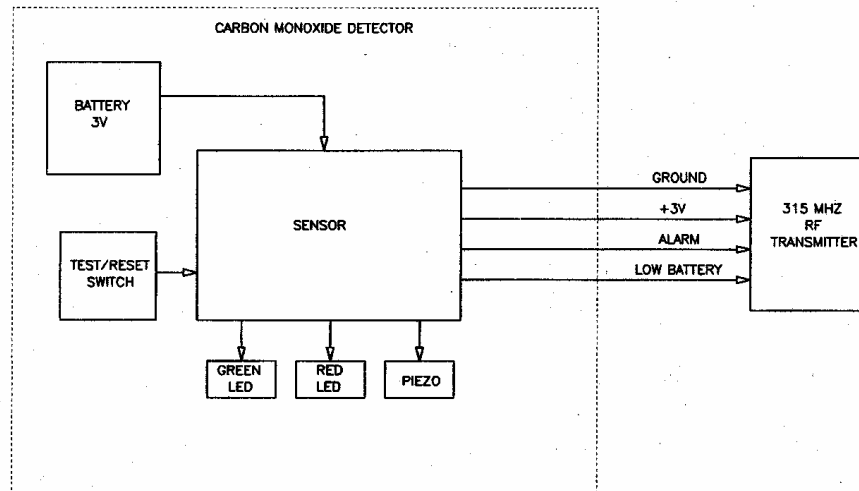 CARBON MONOXIDE DETECTOR
BATTERY
3V
SENSOR
TEST/RESET
SWITCH
GREEN
LED
RED
LED
PIEZO
GROUND
+3V
ALARM
LOW BATTERY
315 MHZ
RF
TRANSMITTER